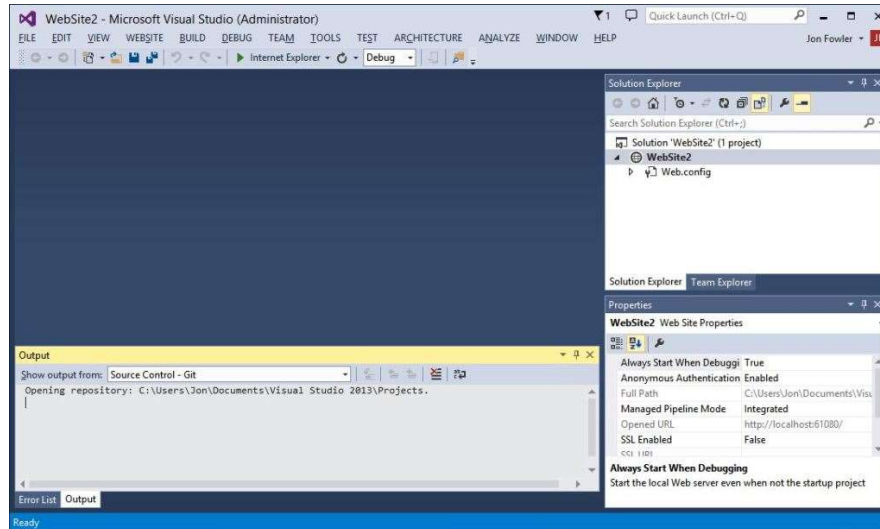 WebSite2 - Microsoft Visual Studio (Administrator)
1
Quick Launch (Ctrl+Q)
FILE EDIT VIEW WEBSITE BUILD DEBUG TEAM TOOLS TEST ARCHITECTURE ANALYZE WINDOW HELP
Jon Fowler
Internet Explorer
Debug
Solution Explorer
Search Solution Explorer (Ctrl+;)
Solution 'WebSite2' (1 project)
WebSite2
Web.config
Solution Explorer Team Explorer
Properties
WebSite2 Web Site Properties
Always Start When Debuggi True
Anonymous Authentication Enabled
Full Path C:\Users\Jon\Documents\Visu
Managed Pipeline Mode Integrated
Opened URL http://localhost:61080/
SSL Enabled False
SSL URL
Always Start When Debugging
Start the local Web server even when not the startup project
Output
Show output from: Source Control - Git
Opening repository: C:\Users\Jon\Documents\Visual Studio 2013\Projects.
Error List Output
Ready